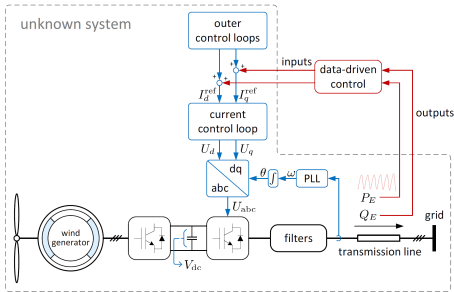 unknown system
outer
control loops
inputs
data-driven
control
outputs
+
+
+
+
I_d^ref
I_q^ref
current
control loop
U_d
U_q
dq
abc
θ
∫
ω
PLL
P_E
Q_E
U_abc
grid
wind
generator
V_dc
filters
transmission line